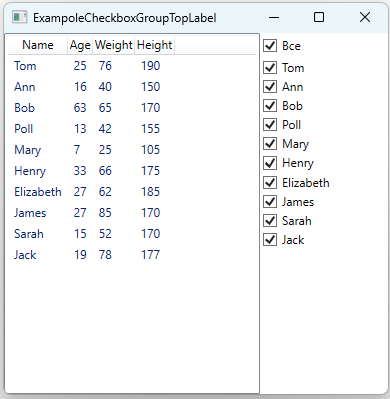 ExampoleCheckboxGroupTopLabel
Name Age Weight Height
Tom 25 76 190
Ann 16 40 150
Bob 63 65 170
Poll 13 42 155
Mary 7 25 105
Henry 33 66 175
Elizabeth 27 62 185
James 27 85 170
Sarah 15 52 170
Jack 19 78 177
Все
Tom
Ann
Bob
Poll
Mary
Henry
Elizabeth
James
Sarah
Jack